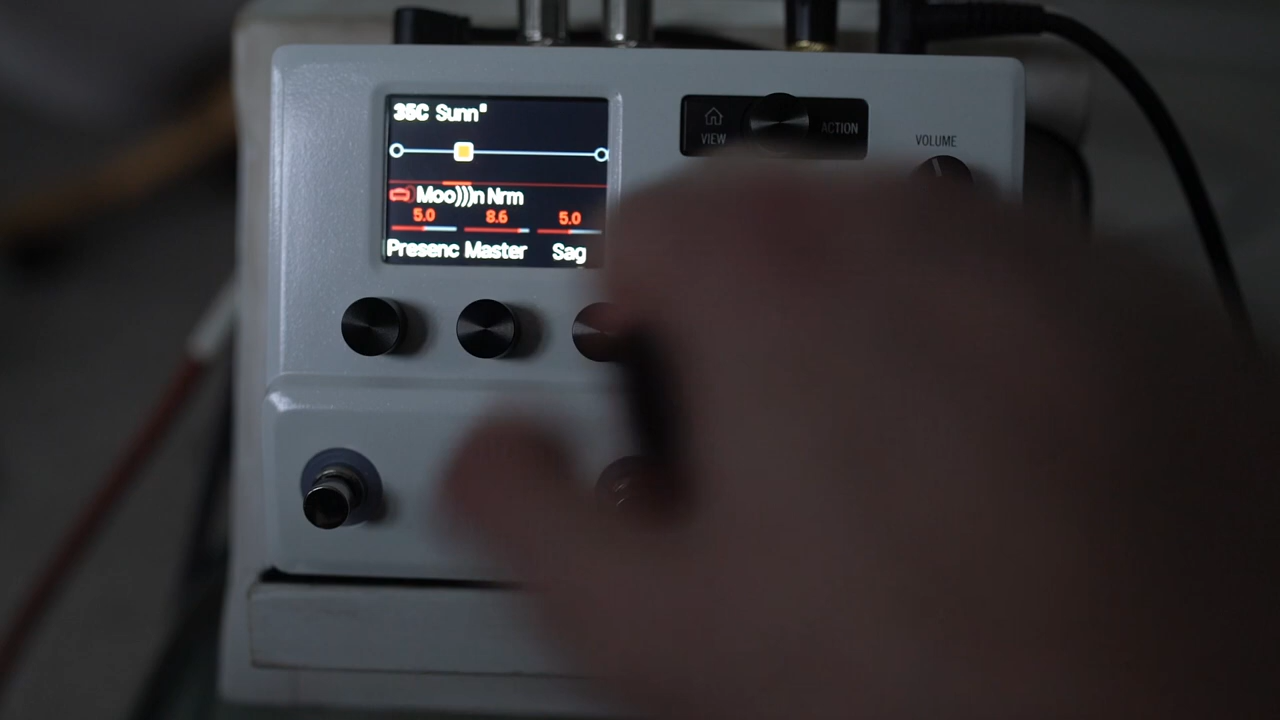 35C Sunn"
Moo)))n Nrm
5.0 8.6 5.0
Presenc Master Sag
VIEW
ACTION
VOLUME